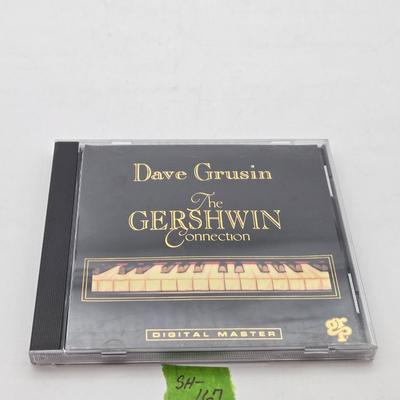 Dave Grusin
The
GERSHWIN
Connection
DIGITAL MASTER
grp
SH-
167